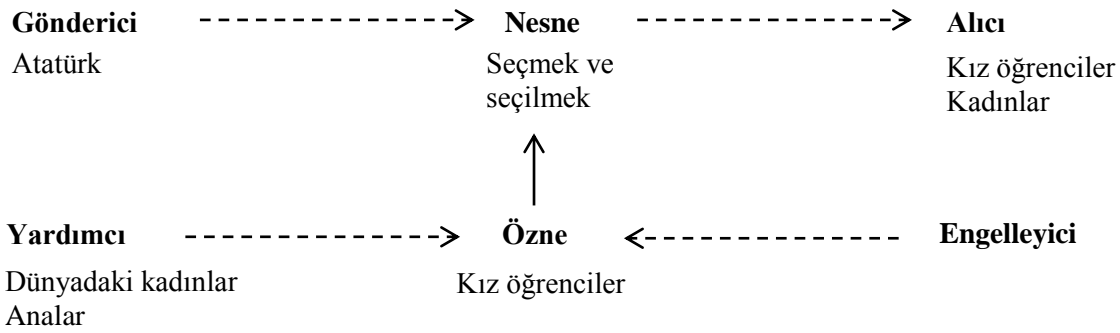 Gönderici Nesne Alıcı
Atatürk Seçmek ve Kız öğrenciler
seçilmek Kadınlar
Yardımcı Özne Engelleyici
Dünyadaki kadınlar Kız öğrenciler
Analar